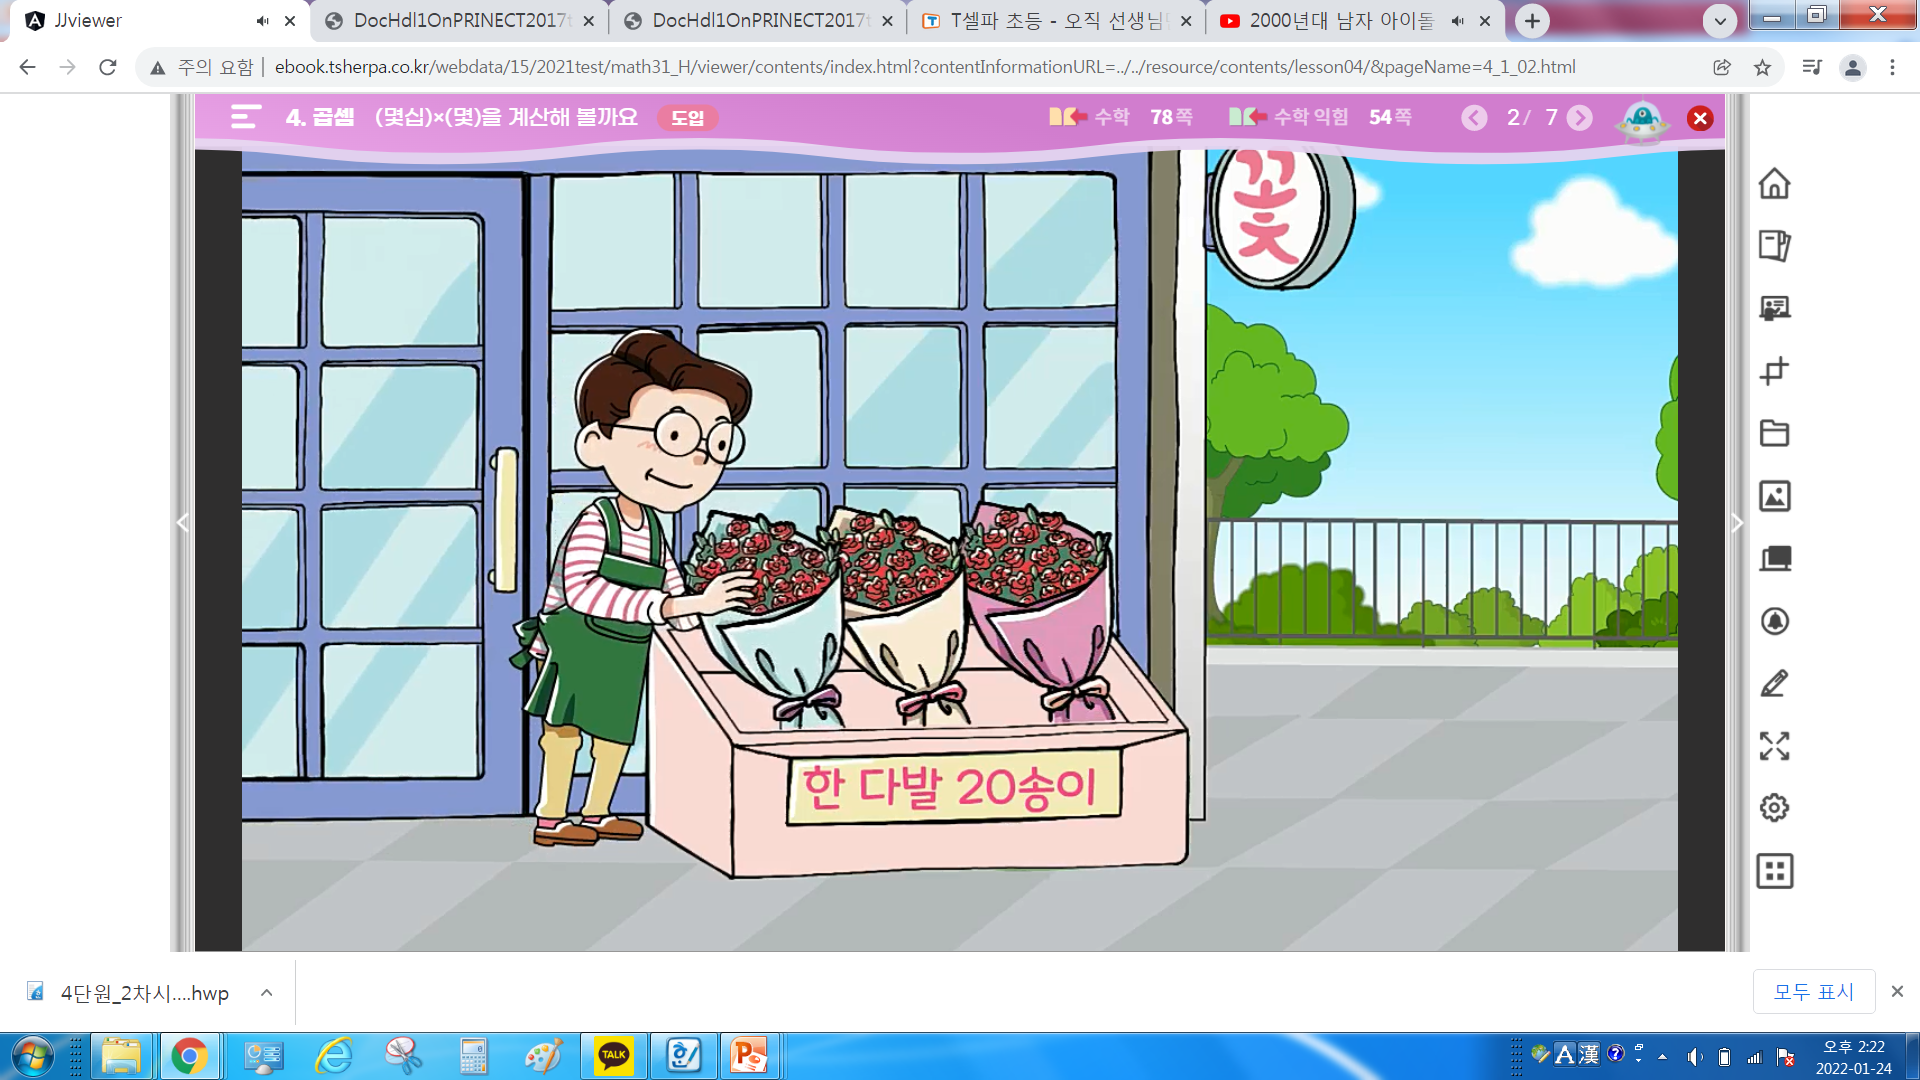 JJviewer
DocHdl1OnPRINECT2017t
DocHdl1OnPRINECT2017t
T셀파 초등 - 오직 선생님
2000년대 남자 아이돌
주의 요함
ebook.tsherpa.co.kr/webdata/15/2021test/math31_H/viewer/contents/index.html?contentInformationURL=../../resource/contents/lesson04/&pageName=4_1_02.html
4. 곱셈 (몇십)×(몇)을 계산해 볼까요 도입
수학 78쪽 수학 익힘 54쪽 2 / 7
꽃
한 다발 20송이
4단원_2차시....hwp
모두 표시
TALK
A 漢
오후 2:22
2022-01-24